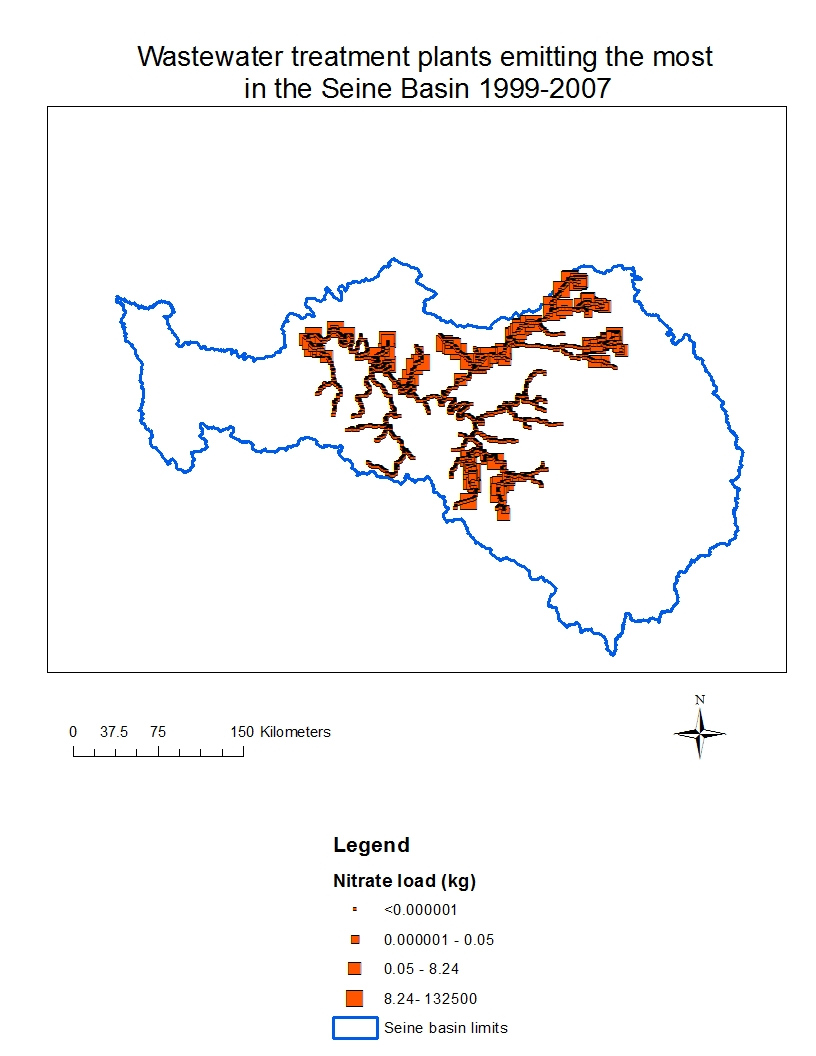 Wastewater treatment plants emitting the most
in the Seine Basin 1999-2007
N
0 37.5 75 150 Kilometers
Legend
Nitrate load (kg)
<0.000001
0.000001 - 0.05
0.05 - 8.24
8.24- 132500
Seine basin limits